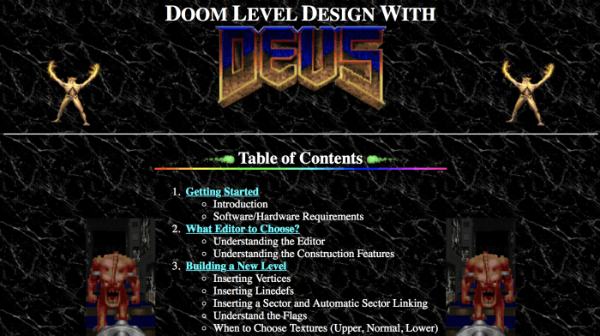 DOOM LEVEL DESIGN WITH
DEUS
Table of Contents
1. Getting Started
Introduction
Software/Hardware Requirements
2. What Editor to Choose?
Understanding the Editor
Understanding the Construction Features
3. Building a New Level
Inserting Vertices
Inserting Linedefs
Inserting a Sector and Automatic Sector Linking
Understand the Flags
When to Choose Textures (Upper, Normal, Lower)